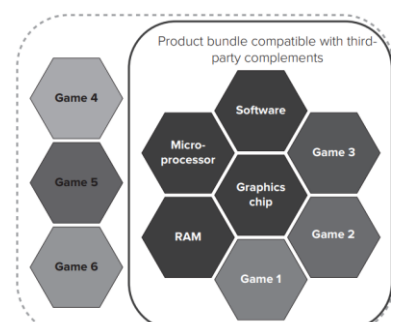 Product bundle compatible with third-
party complements
Game 4
Game 5
Game 6
Software
Micro-
processor
Game 3
Graphics
chip
RAM
Game 2
Game 1